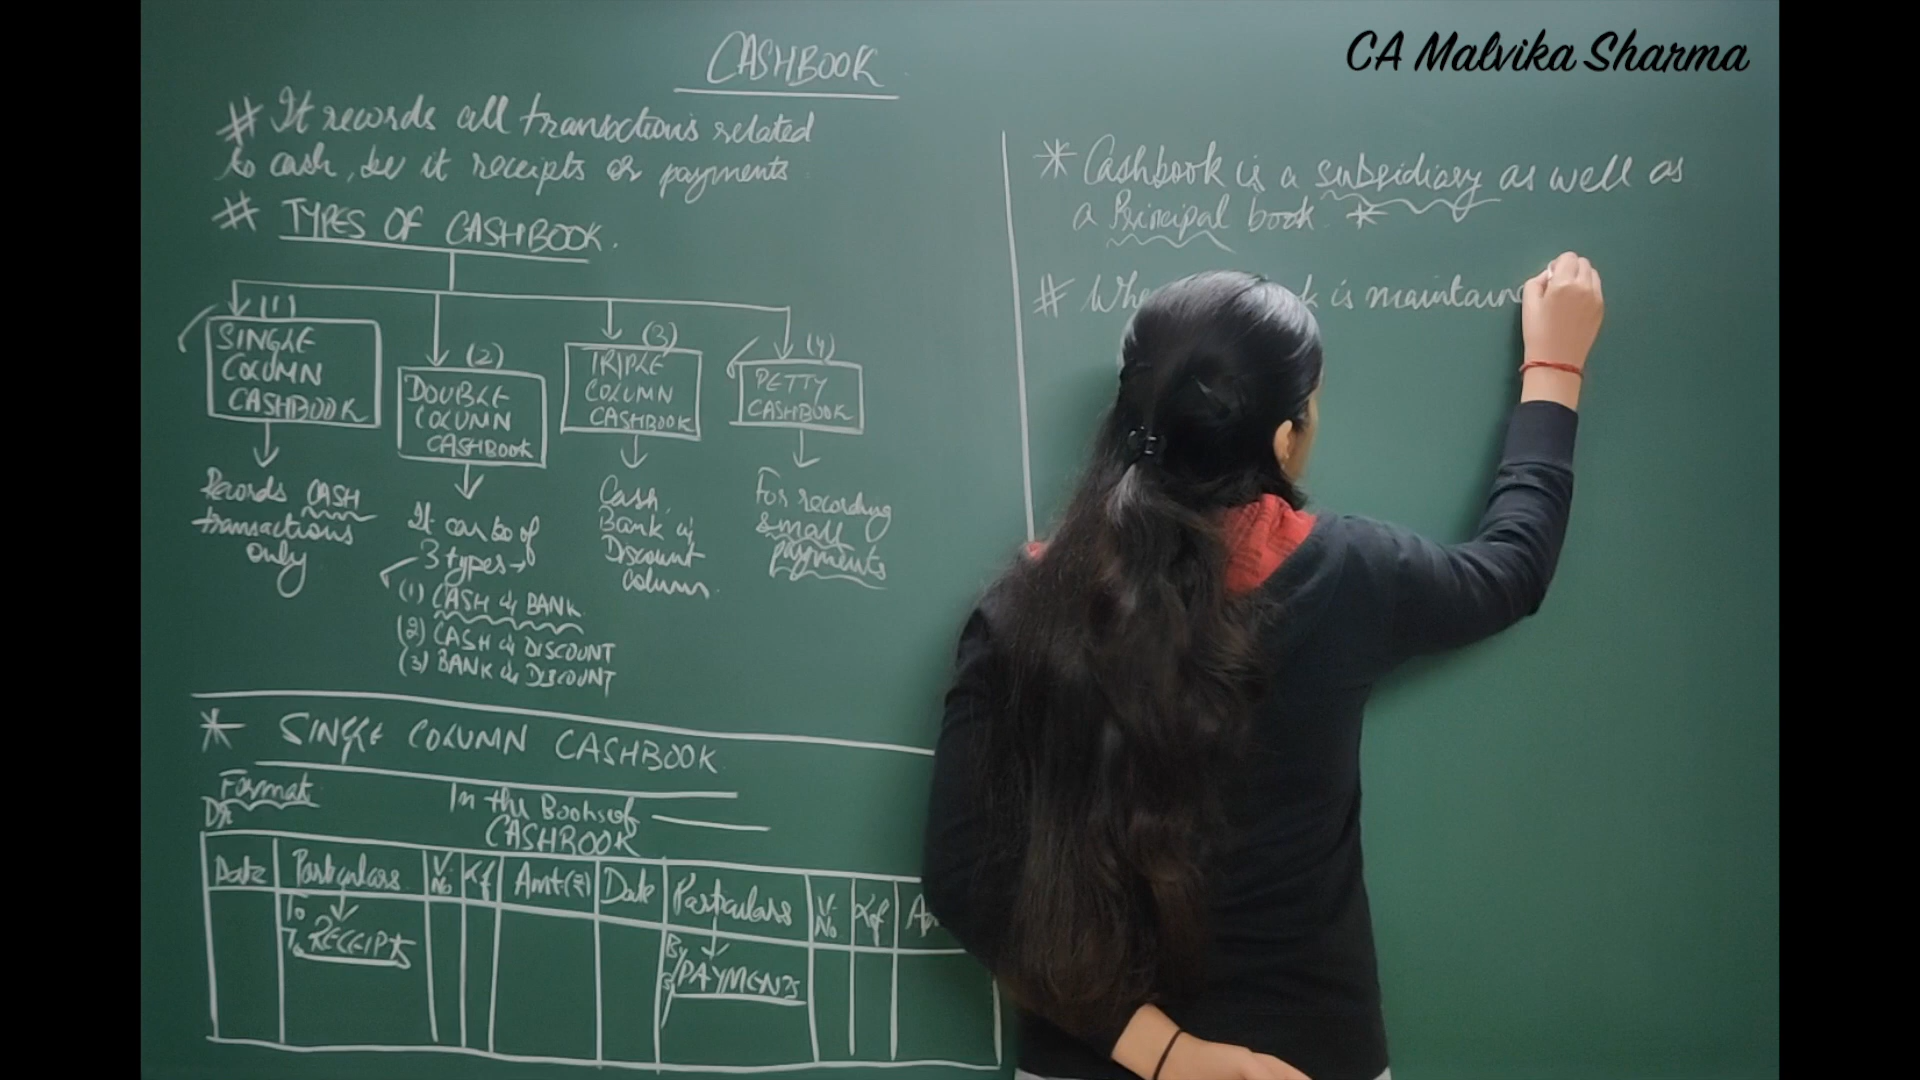 CA Malvika Sharma
CASHBOOK
# It records all transactions related
to cash, be it receipts or payments
# TYPES OF CASHBOOK.
(1)
SINGLE
COLUMN
CASHBOOK
Records CASH
transactions
only
(2)
DOUBLE
COLUMN
CASHBOOK
It can be of
3 types →
(1) CASH & BANK
(2) CASH & DISCOUNT
(3) BANK & DISCOUNT
(3)
TRIPLE
COLUMN
CASHBOOK
Cash,
Bank &
Discount
Column
(4)
PETTY
CASHBOOK
For recording
small
payments
* SINGLE COLUMN CASHBOOK
Format
Dr
In the Books of
CASHBOOK
Date Particulars V. No Lf Amt (₹) Date Particulars V. No Lf
To
To RECEIPTS
By
By PAYMENTS
* Cashbook is a subsidiary as well as
a Principal book *
# is maintaine